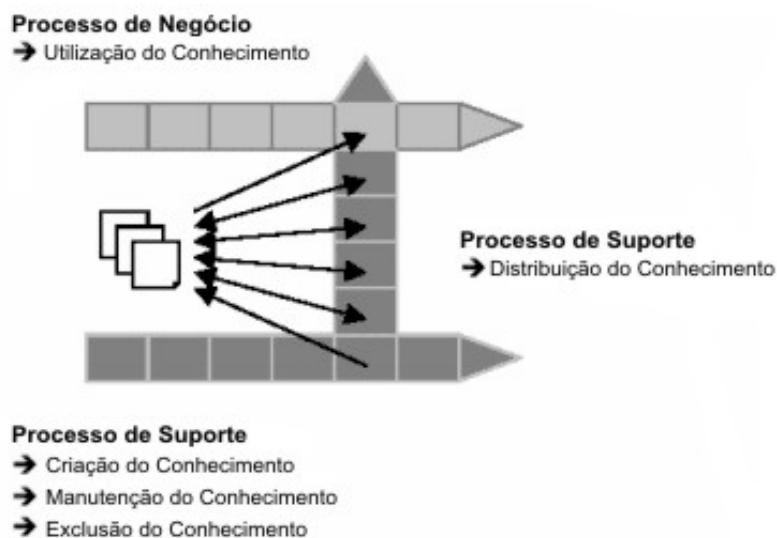 Processo de Negócio
➔ Utilização do Conhecimento
Processo de Suporte
➔ Distribuição do Conhecimento
Processo de Suporte
➔ Criação do Conhecimento
➔ Manutenção do Conhecimento
➔ Exclusão do Conhecimento